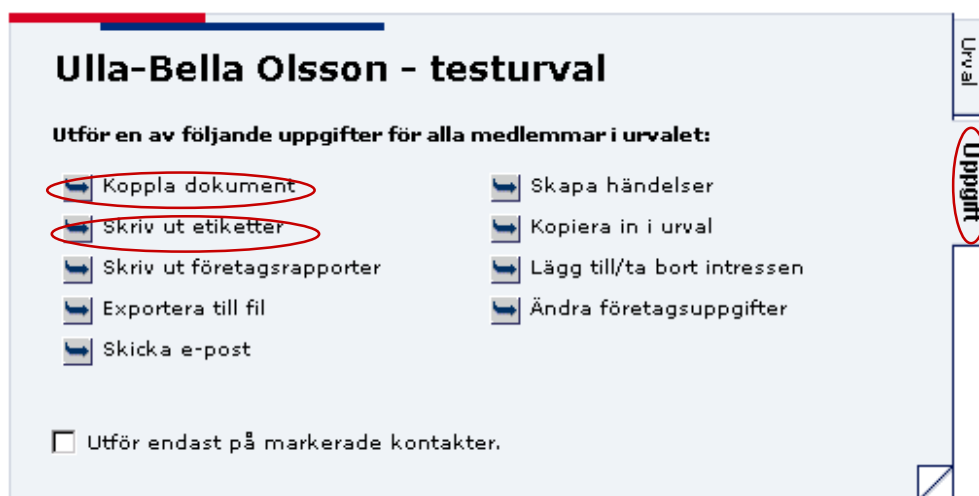 Ulla-Bella Olsson - testurval
Utför en av följande uppgifter för alla medlemmar i urvalet:
Koppla dokument
Skriv ut etiketter
Skriv ut företagsrapporter
Exportera till fil
Skicka e-post
Skapa händelser
Kopiera in i urval
Lägg till/ta bort intressen
Ändra företagsuppgifter
Utför endast på markerade kontakter.
Urval
Uppgift